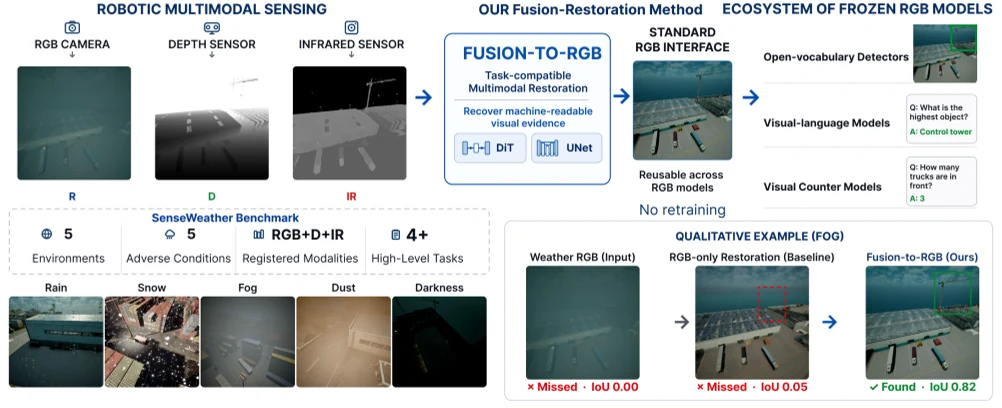 ROBOTIC MULTIMODAL SENSING
RGB CAMERA
DEPTH SENSOR
INFRARED SENSOR
R
D
IR
OUR Fusion-Restoration Method
FUSION-TO-RGB
Task-compatible
Multimodal Restoration
Recover machine-readable
visual evidence
DiT
UNet
STANDARD
RGB INTERFACE
Reusable across
RGB models
No retraining
ECOSYSTEM OF FROZEN RGB MODELS
Open-vocabulary Detectors
Visual-language Models
Q: What is the
highest object?
A: Control tower
Visual Counter Models
Q: How many
trucks are in
front?
A: 3
SenseWeather Benchmark
5
Environments
5
Adverse Conditions
RGB+D+IR
Registered Modalities
4+
High-Level Tasks
Rain
Snow
Fog
Dust
Darkness
QUALITATIVE EXAMPLE (FOG)
Weather RGB (Input)
RGB-only Restoration (Baseline)
Fusion-to-RGB (Ours)
× Missed · IoU 0.00
× Missed · IoU 0.05
✓ Found · IoU 0.82